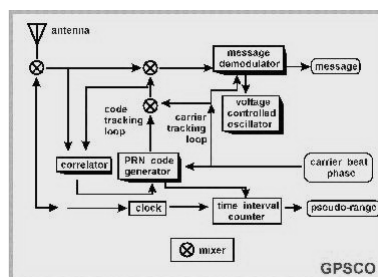 antenna
message
demodulator
message
code
tracking
loop
carrier
tracking
loop
voltage
controlled
oscillator
correlator
PRN code
generator
carrier beat
phase
clock
time interval
counter
pseudo-range
mixer
GPSCO